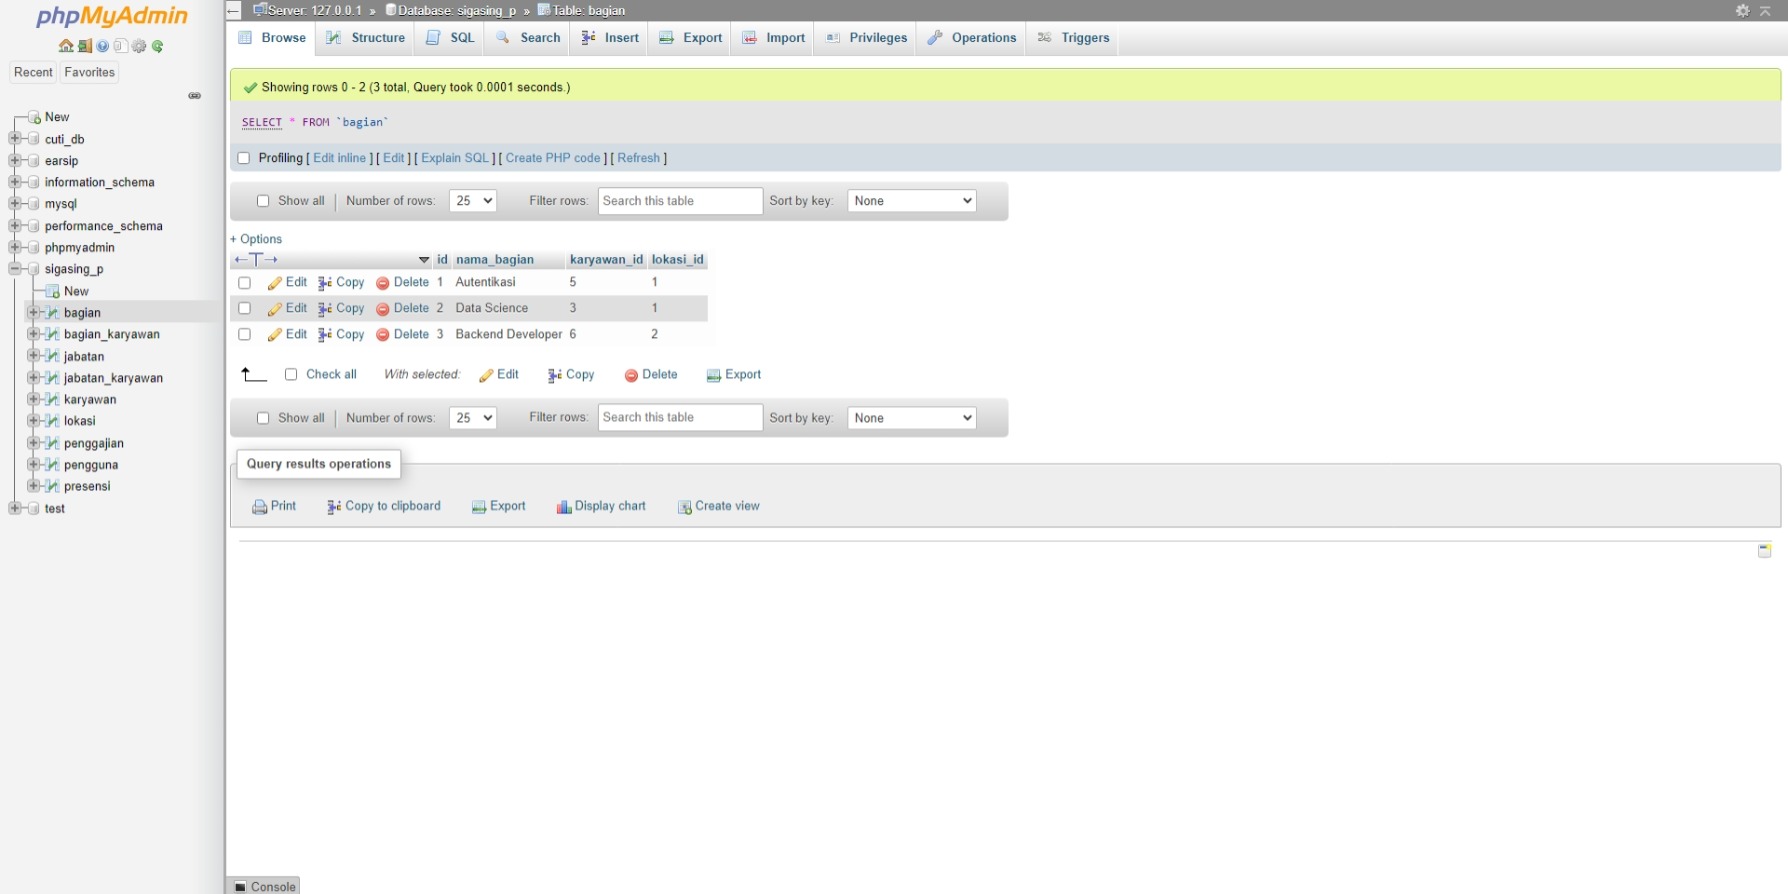 phpMyAdmin
Recent Favorites
New
cuti_db
earsip
information_schema
mysql
performance_schema
phpmyadmin
sigasing_p
New
bagian
bagian_karyawan
jabatan
jabatan_karyawan
karyawan
lokasi
penggajian
pengguna
presensi
test
Server: 127.0.0.1 » Database: sigasing_p » Table: bagian
Browse Structure SQL Search Insert Export Import Privileges Operations Triggers
Showing rows 0 - 2 (3 total, Query took 0.0001 seconds.)
SELECT * FROM `bagian`
Profiling [ Edit inline ] [ Edit ] [ Explain SQL ] [ Create PHP code ] [ Refresh ]
Show all | Number of rows: 25 Filter rows: Search this table Sort by key: None
+ Options
←T→ id nama_bagian karyawan_id lokasi_id
Edit Copy Delete 1 Autentikasi 5 1
Edit Copy Delete 2 Data Science 3 1
Edit Copy Delete 3 Backend Developer 6 2
Check all With selected: Edit Copy Delete Export
Show all | Number of rows: 25 Filter rows: Search this table Sort by key: None
Query results operations
Print Copy to clipboard Export Display chart Create view
Console